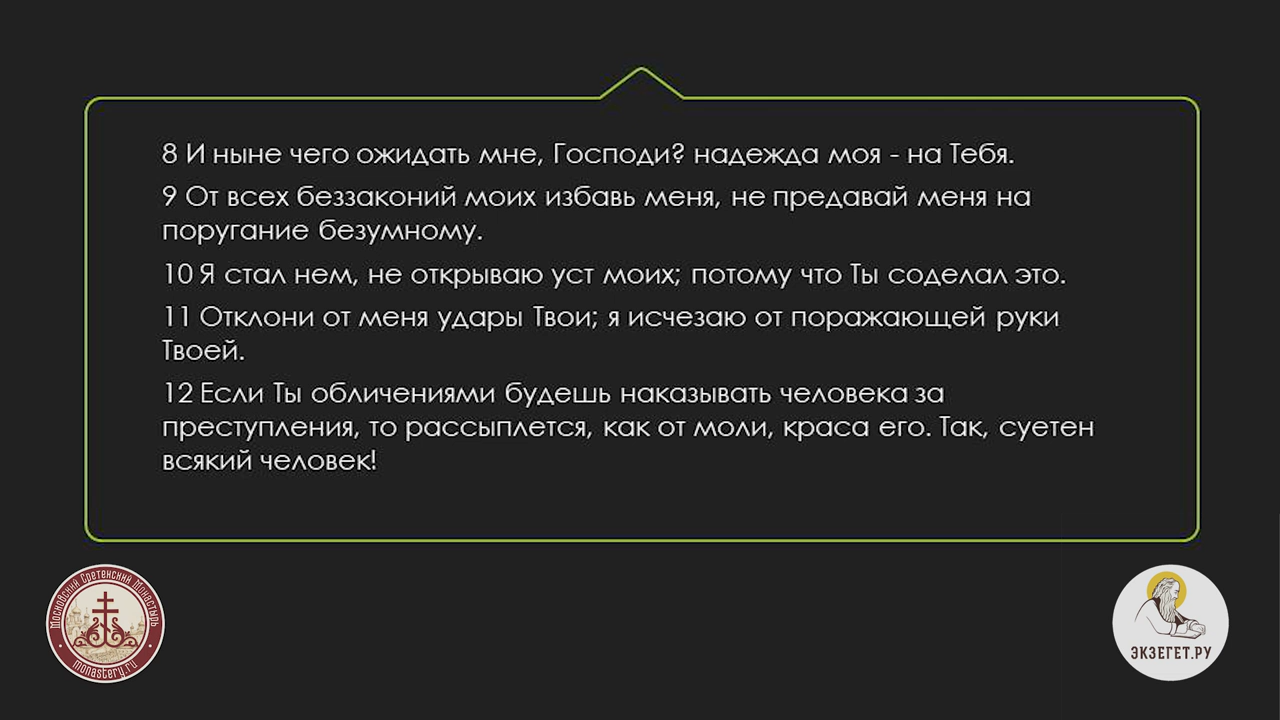 8 И ныне чего ожидать мне, Господи? надежда моя - на Тебя.
9 От всех беззаконий моих избавь меня, не предавай меня на
поругание безумному.
10 Я стал нем, не открываю уст моих; потому что Ты соделал это.
11 Отклони от меня удары Твои; я исчезаю от поражающей руки
Твоей.
12 Если Ты обличениями будешь наказывать человека за
преступления, то рассыплется, как от моли, краса его. Так, суетен
всякий человек!
Московский Сретенский Монастырь
monastery.ru
ЭКЗЕГЕТ.РУ